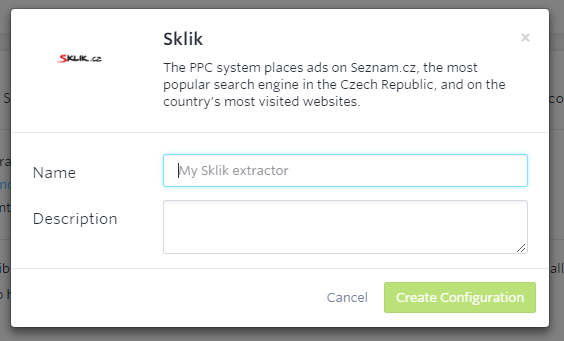 Sklik
×
SKLIK.cz
The PPC system places ads on Seznam.cz, the most
popular search engine in the Czech Republic, and on the
country's most visited websites.
Name
My Sklik extractor
Description
Cancel
Create Configuration